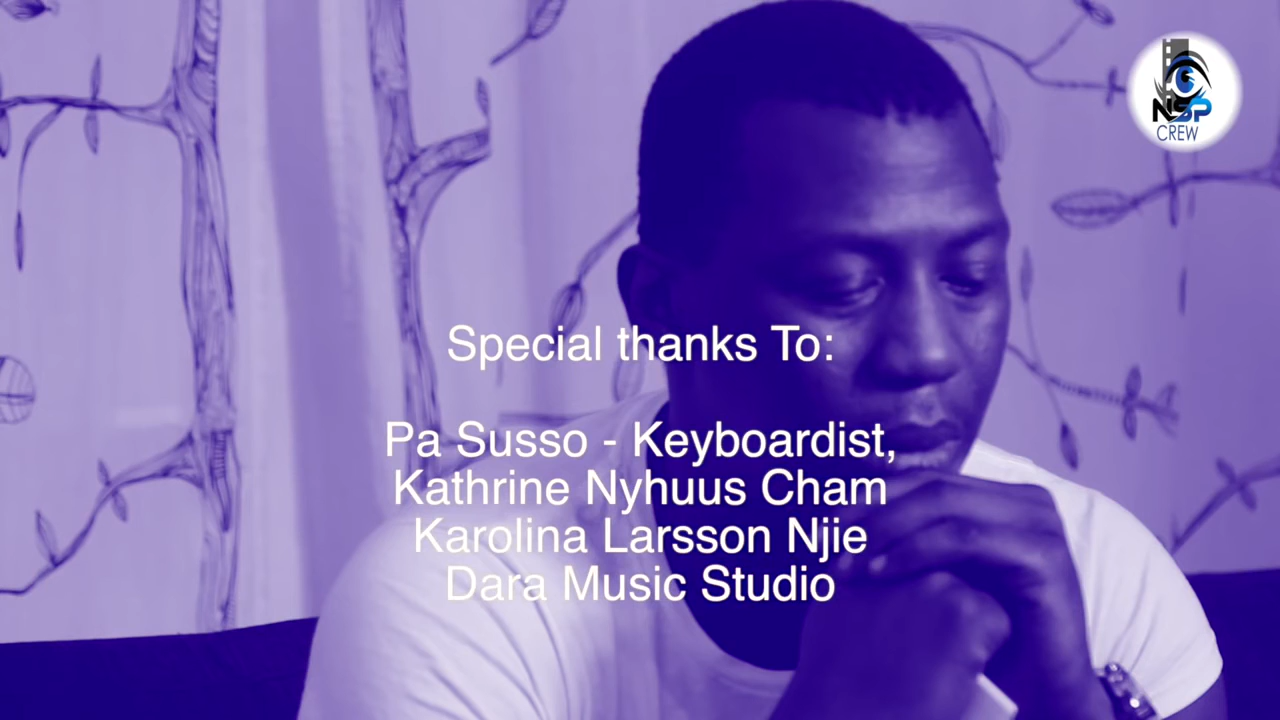 NSP
CREW
Special thanks To:
Pa Susso - Keyboardist,
Kathrine Nyhuus Cham
Karolina Larsson Njie
Dara Music Studio